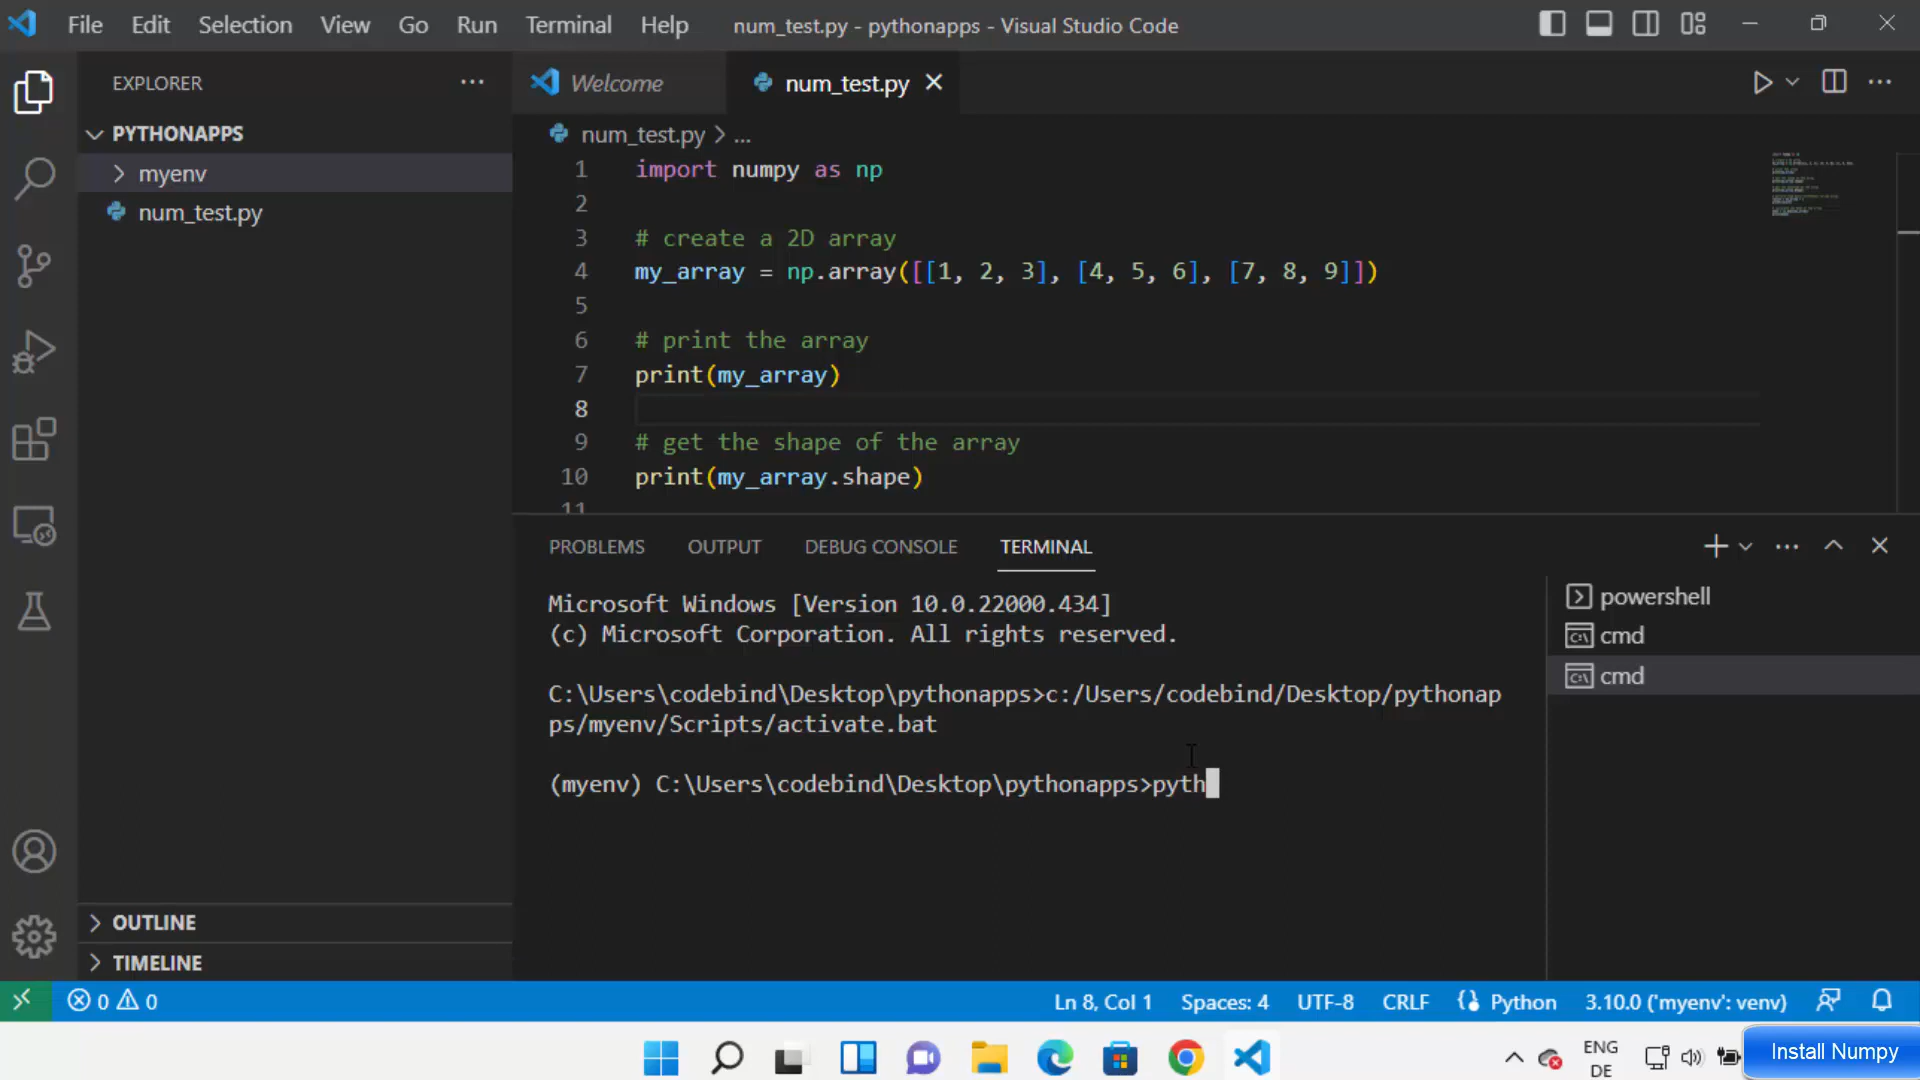 File Edit Selection View Go Run Terminal Help
num_test.py - pythonapps - Visual Studio Code
EXPLORER
PYTHONAPPS
myenv
num_test.py
OUTLINE
TIMELINE
Welcome
num_test.py
num_test.py > ...
1 import numpy as np
2
3 # create a 2D array
4 my_array = np.array([[1, 2, 3], [4, 5, 6], [7, 8, 9]])
5
6 # print the array
7 print(my_array)
8
9 # get the shape of the array
10 print(my_array.shape)
11
PROBLEMS OUTPUT DEBUG CONSOLE TERMINAL
Microsoft Windows [Version 10.0.22000.434]
(c) Microsoft Corporation. All rights reserved.
C:\Users\codebind\Desktop\pythonapps>c:/Users/codebind/Desktop/pythonap
ps/myenv/Scripts/activate.bat
(myenv) C:\Users\codebind\Desktop\pythonapps>pyth
powershell
cmd
cmd
0 0
Ln 8, Col 1 Spaces: 4 UTF-8 CRLF Python 3.10.0 ('myenv': venv)
ENG
DE
Install Numpy